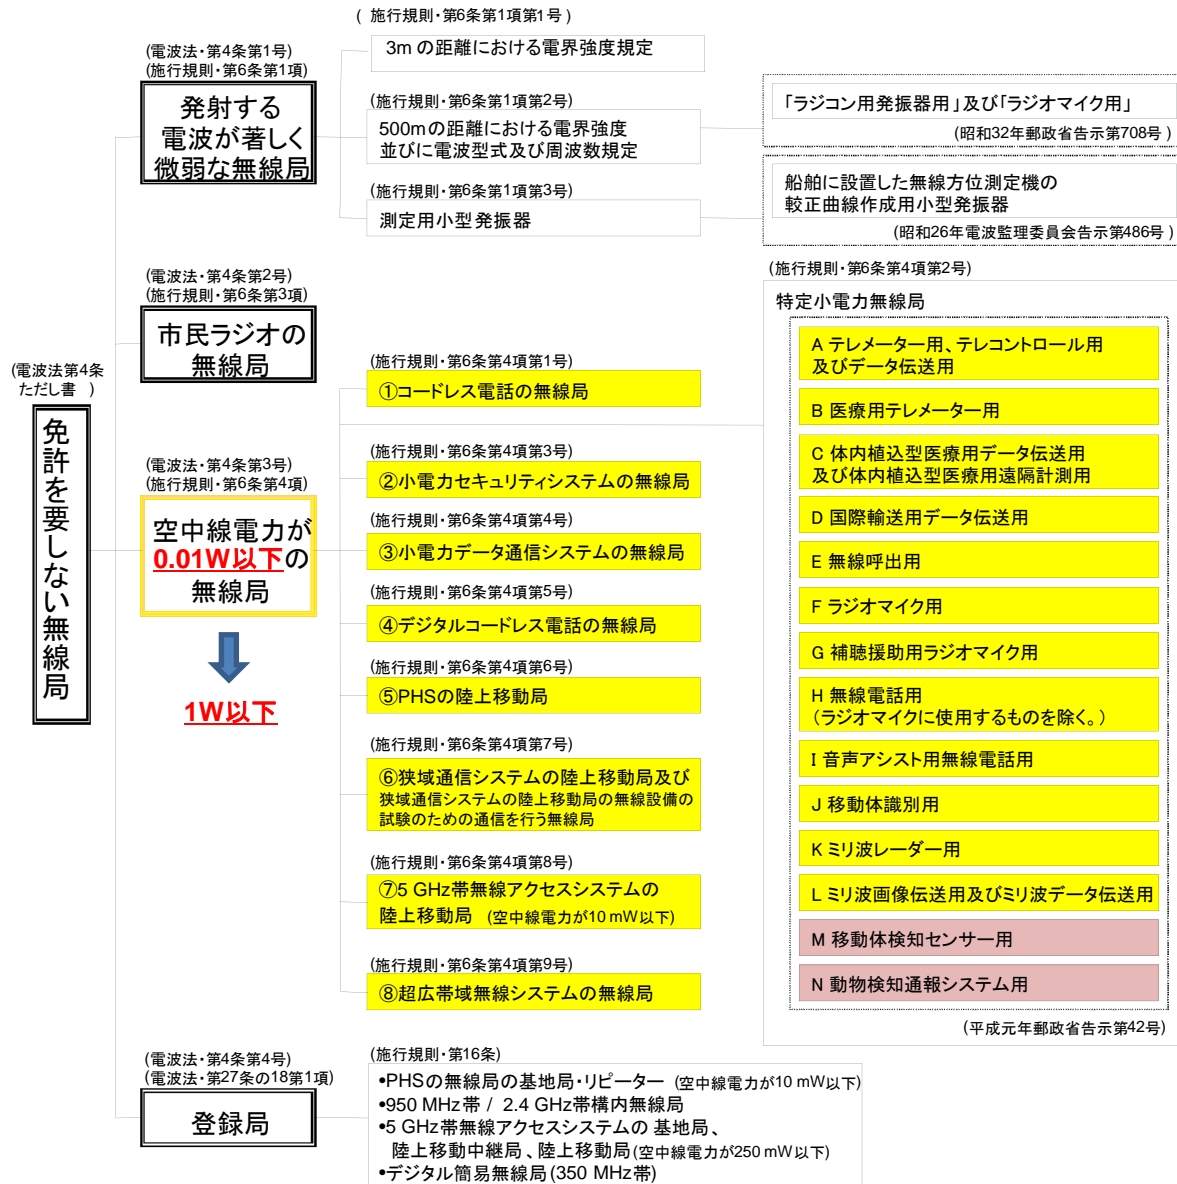 (電波法第4条
ただし書 )
免許を要しない無線局
(電波法・第4条第1号)
(施行規則・第6条第1項)
発射する
電波が著しく
微弱な無線局
( 施行規則・第6条第1項第1号 )
3m の距離における電界強度規定
(施行規則・第6条第1項第2号)
500mの距離における電界強度
並びに電波型式及び周波数規定
「ラジコン用発振器用」及び「ラジオマイク用」
(昭和32年郵政省告示第708号 )
(施行規則・第6条第1項第3号)
測定用小型発振器
船舶に設置した無線方位測定機の
較正曲線作成用小型発振器
(昭和26年電波監理委員会告示第486号 )
(電波法・第4条第2号)
(施行規則・第6条第3項)
市民ラジオの
無線局
(電波法・第4条第3号)
(施行規則・第6条第4項)
空中線電力が
0.01W以下の
無線局
1W以下
(施行規則・第6条第4項第1号)
①コードレス電話の無線局
(施行規則・第6条第4項第3号)
②小電力セキュリティシステムの無線局
(施行規則・第6条第4項第4号)
③小電力データ通信システムの無線局
(施行規則・第6条第4項第5号)
④デジタルコードレス電話の無線局
(施行規則・第6条第4項第6号)
⑤PHSの陸上移動局
(施行規則・第6条第4項第7号)
⑥狭域通信システムの陸上移動局及び
狭域通信システムの陸上移動局の無線設備の
試験のための通信を行う無線局
(施行規則・第6条第4項第8号)
⑦5 GHz帯無線アクセスシステムの
陸上移動局 (空中線電力が10 mW以下)
(施行規則・第6条第4項第9号)
⑧超広帯域無線システムの無線局
(施行規則・第6条第4項第2号)
特定小電力無線局
A テレメーター用、テレコントロール用
及びデータ伝送用
B 医療用テレメーター用
C 体内植込型医療用データ伝送用
及び体内植込型医療用遠隔計測用
D 国際輸送用データ伝送用
E 無線呼出用
F ラジオマイク用
G 補聴援助用ラジオマイク用
H 無線電話用
(ラジオマイクに使用するものを除く。)
I 音声アシスト用無線電話用
J 移動体識別用
K ミリ波レーダー用
L ミリ波画像伝送用及びミリ波データ伝送用
M 移動体検知センサー用
N 動物検知通報システム用
(平成元年郵政省告示第42号)
(電波法・第4条第4号)
(電波法・第27条の18第1項)
登録局
(施行規則・第16条)
•PHSの無線局の基地局・リピーター (空中線電力が10 mW以下)
•950 MHz帯 / 2.4 GHz帯構内無線局
•5 GHz帯無線アクセスシステムの 基地局、
陸上移動中継局、陸上移動局(空中線電力が250 mW以下)
•デジタル簡易無線局(350 MHz帯)